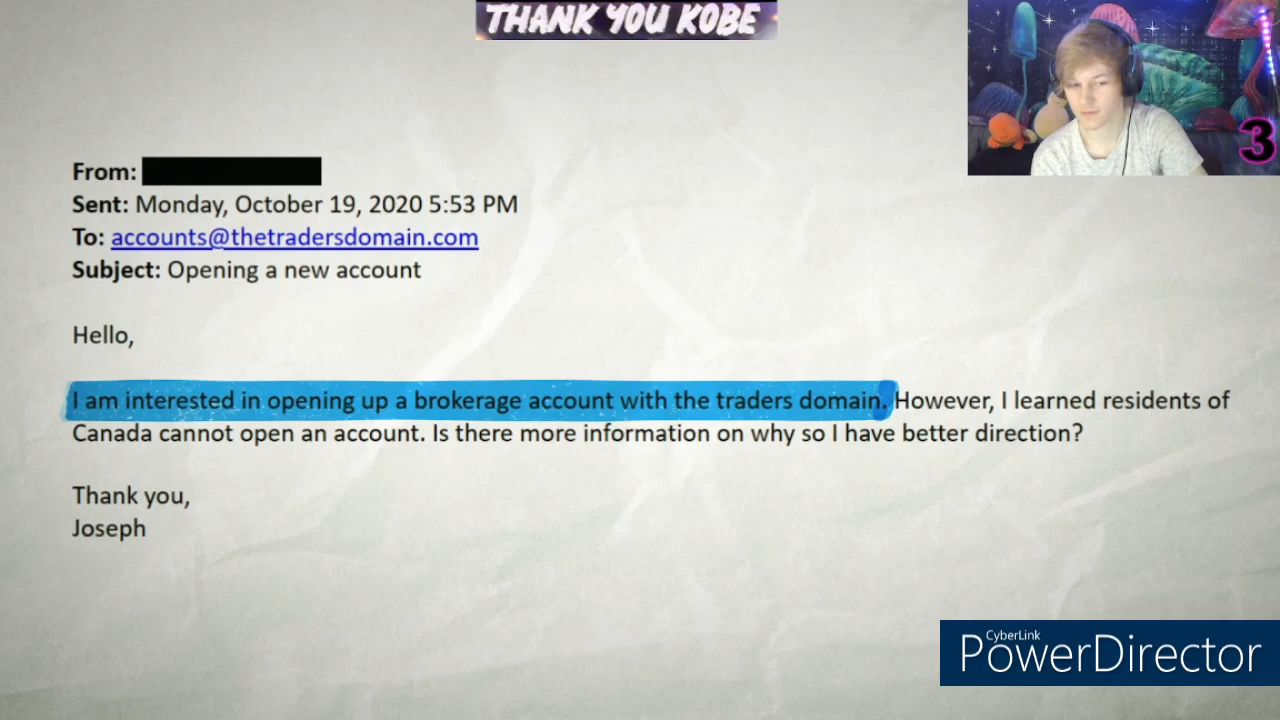 THANK YOU KOBE
3
From:
Sent: Monday, October 19, 2020 5:53 PM
To: accounts@thetradersdomain.com
Subject: Opening a new account
Hello,
I am interested in opening up a brokerage account with the traders domain. However, I learned residents of
Canada cannot open an account. Is there more information on why so I have better direction?
Thank you,
Joseph
CyberLink
PowerDirector